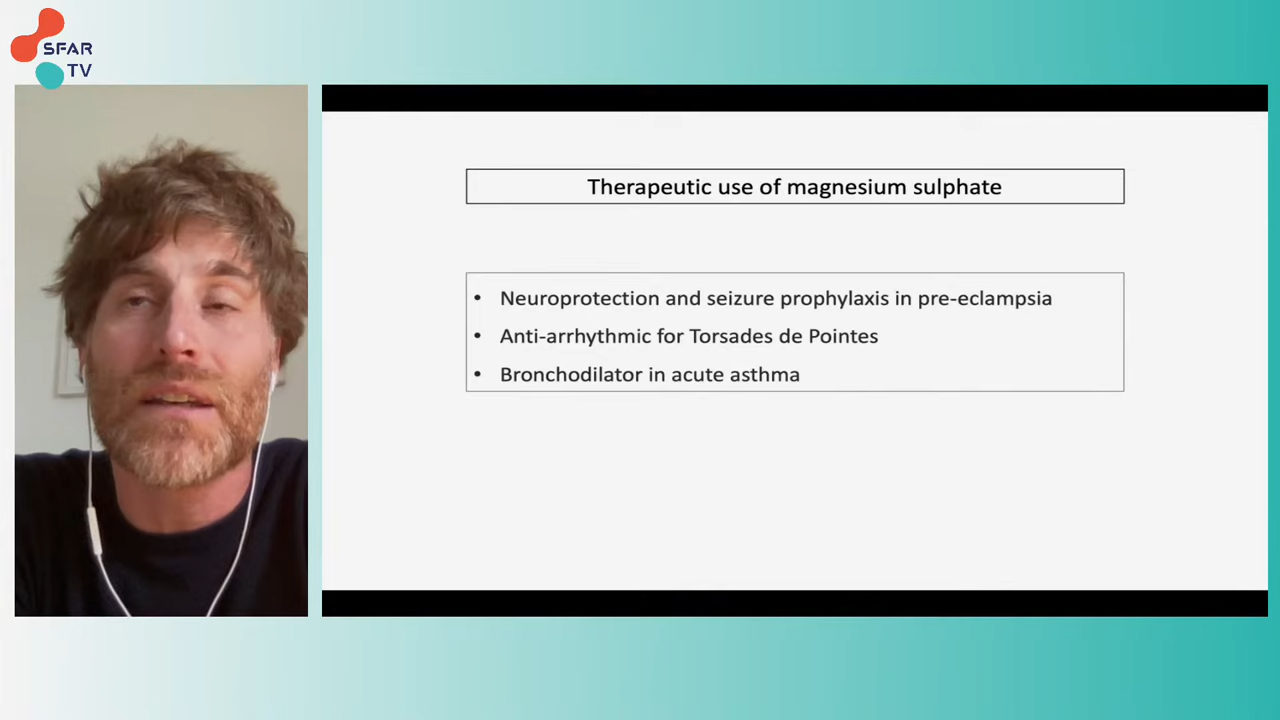 SFAR
TV
Therapeutic use of magnesium sulphate
• Neuroprotection and seizure prophylaxis in pre-eclampsia
• Anti-arrhythmic for Torsades de Pointes
• Bronchodilator in acute asthma